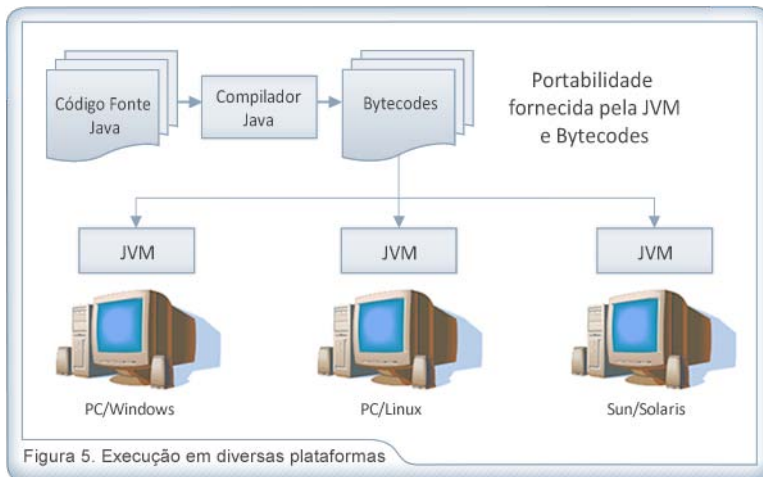 Código Fonte
Java
Compilador
Java
Bytecodes
Portabilidade
fornecida pela JVM
e Bytecodes
JVM
JVM
JVM
PC/Windows
PC/Linux
Sun/Solaris
Figura 5. Execução em diversas plataformas